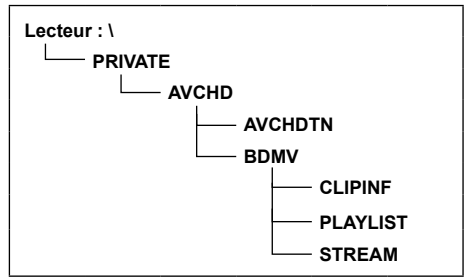 Lecteur : \
PRIVATE
AVCHD
AVCHDTN
BDMV
CLIPINF
PLAYLIST
STREAM